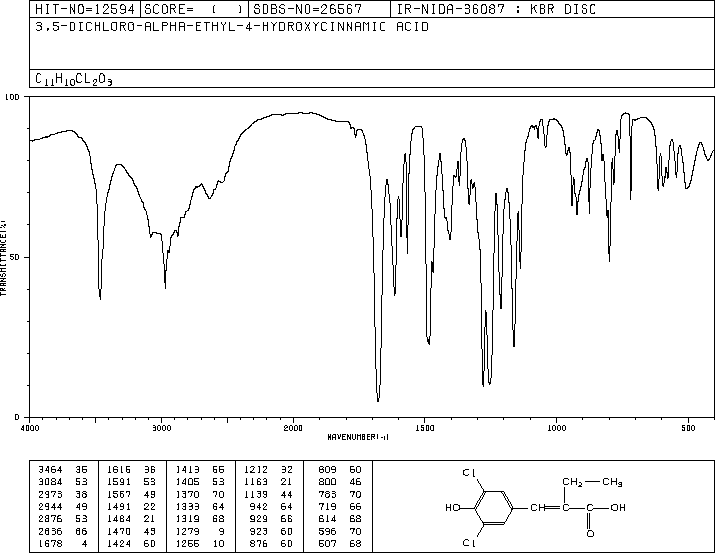 HIT-NO=12594 SCORE= ( ) SDBS-NO=26567 IR-NIDA-36087 : KBR DISC
3,5-DICHLORO-ALPHA-ETHYL-4-HYDROXYCINNAMIC ACID
C11H10CL2O3
100
50
0
TRANSMITTANCE(%)
4000 3000 2000 1500 1000 500
WAVENUMBER(-1)
3464 36 1616 36 1413 66 1212 32 809 60
3084 53 1591 53 1405 53 1163 21 800 46
2973 38 1567 49 1370 70 1139 44 783 70
2944 49 1491 22 1333 64 942 64 719 66
2876 53 1484 21 1319 68 929 66 614 68
2636 66 1470 49 1279 9 923 60 596 70
1678 4 1424 60 1255 10 876 60 507 68
Cl
CH2 CH3
HO CH C C OH
Cl O